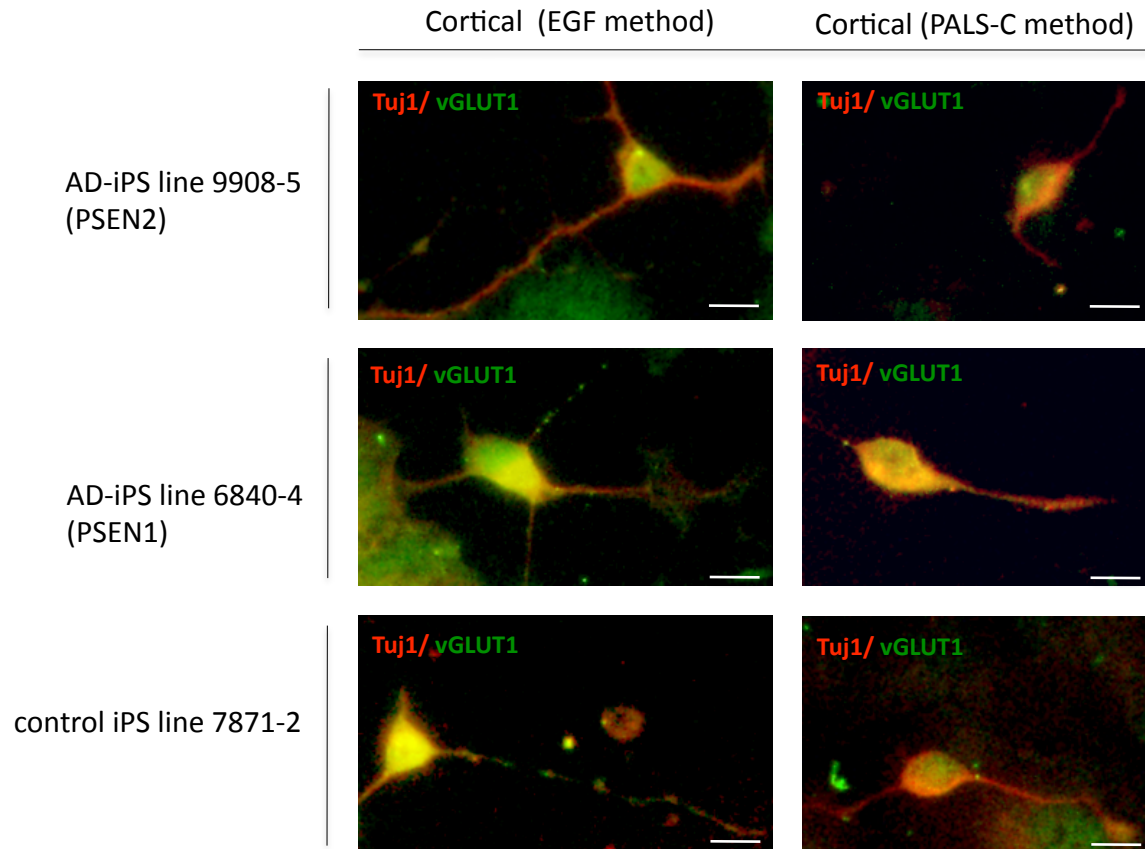 Cortical (EGF method)
Cortical (PALS-C method)
AD-iPS line 9908-5
(PSEN2)
Tuj1/ vGLUT1
Tuj1/ vGLUT1
AD-iPS line 6840-4
(PSEN1)
Tuj1/ vGLUT1
Tuj1/ vGLUT1
control iPS line 7871-2
Tuj1/ vGLUT1
Tuj1/ vGLUT1